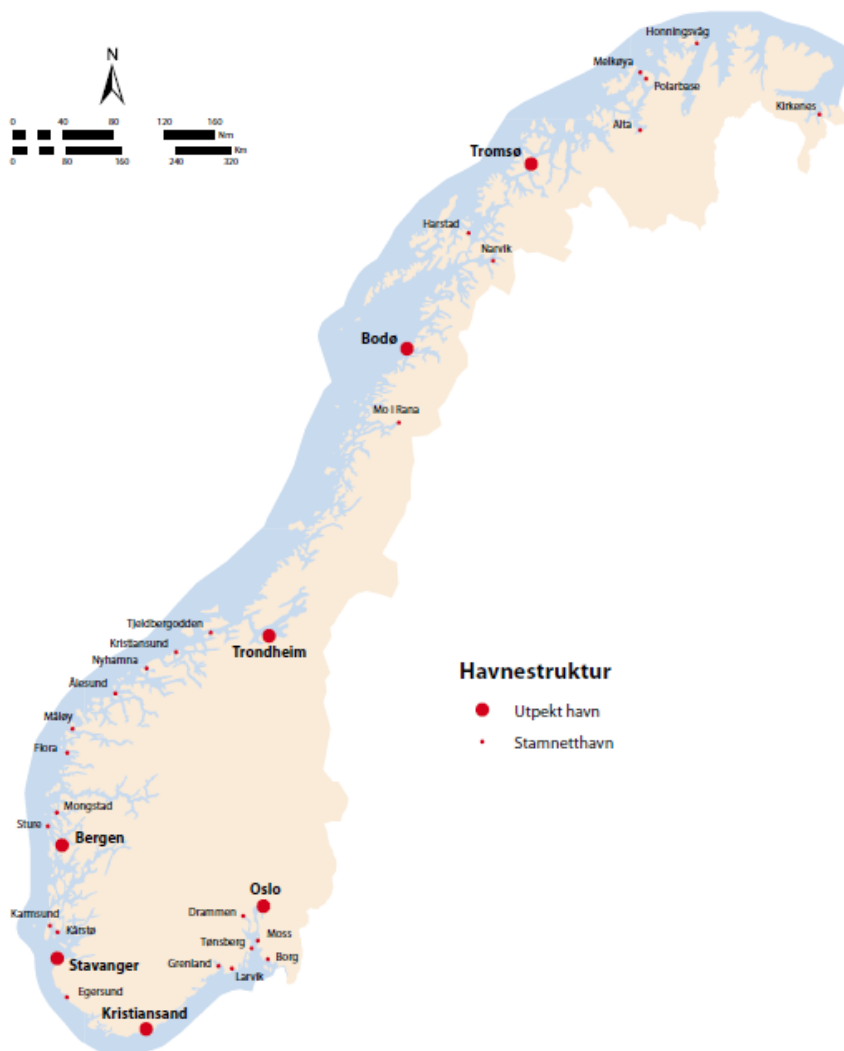 Honningsvåg
N
Melkøya
Polarbase
Kirkenes
0 40 80 120 160 Nm
Alta
0 80 160 240 320 Km
Tromsø
Harstad
Narvik
Bodø
Mo I Rana
Tjeldbergodden
Kristiansund
Trondheim
Nyhamna
Havnestruktur
Ålesund
Utpekt havn
Måløy
Stamnetthavn
Flora
Mongstad
Sture
Bergen
Oslo
Drammen
Karmsund
Kårstø
Moss
Tønsberg
Borg
Stavanger
Grenland
Larvik
Egersund
Kristiansand